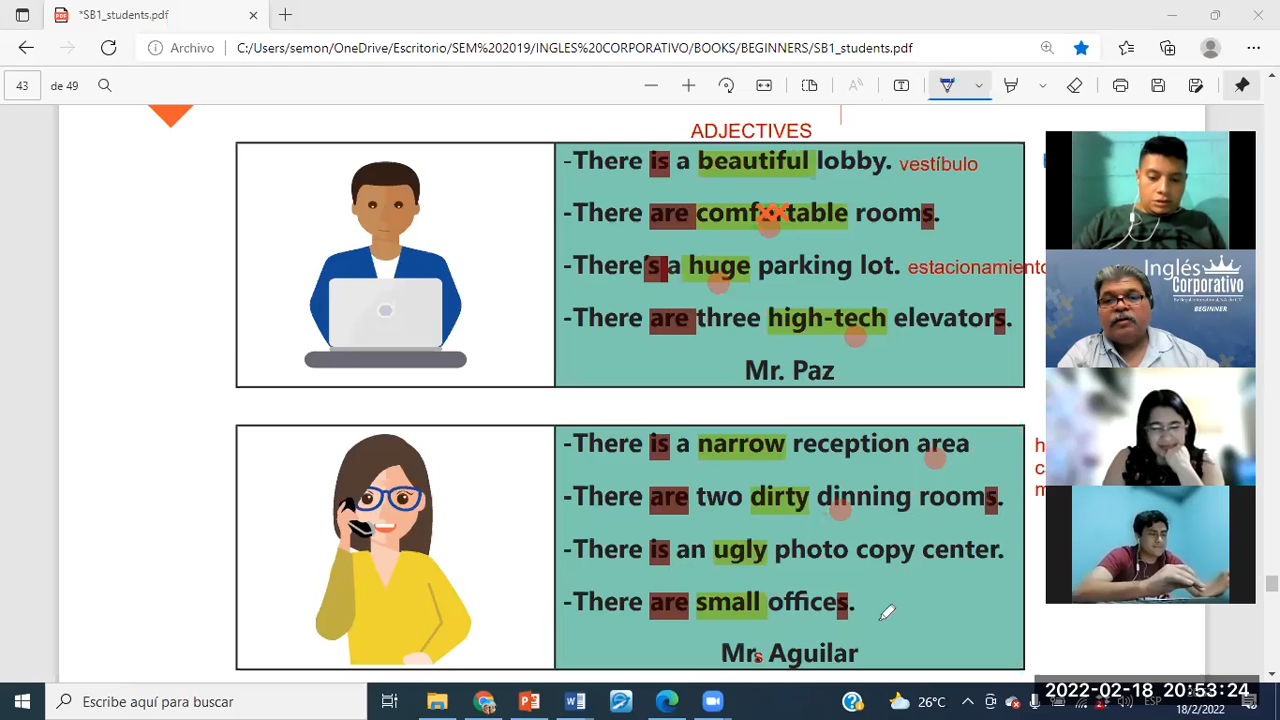 *SB1_students.pdf
Archivo C:/Users/semon/OneDrive/Escritorio/SEM%202019/INGLES%20CORPORATIVO/BOOKS/BEGINNERS/SB1_students.pdf
43 de 49
ADJECTIVES
-There is a beautiful lobby. vestíbulo
-There are comfortable rooms.
-There's a huge parking lot. estacionamiento
-There are three high-tech elevators.
Mr. Paz
-There is a narrow reception area
-There are two dirty dinning rooms.
-There is an ugly photo copy center.
-There are small offices.
Mrs Aguilar
Inglés
Corporativo
BEGINNER
Escribe aquí para buscar
26°C
ESP
2022-02-18 20:53:24
18/2/2022